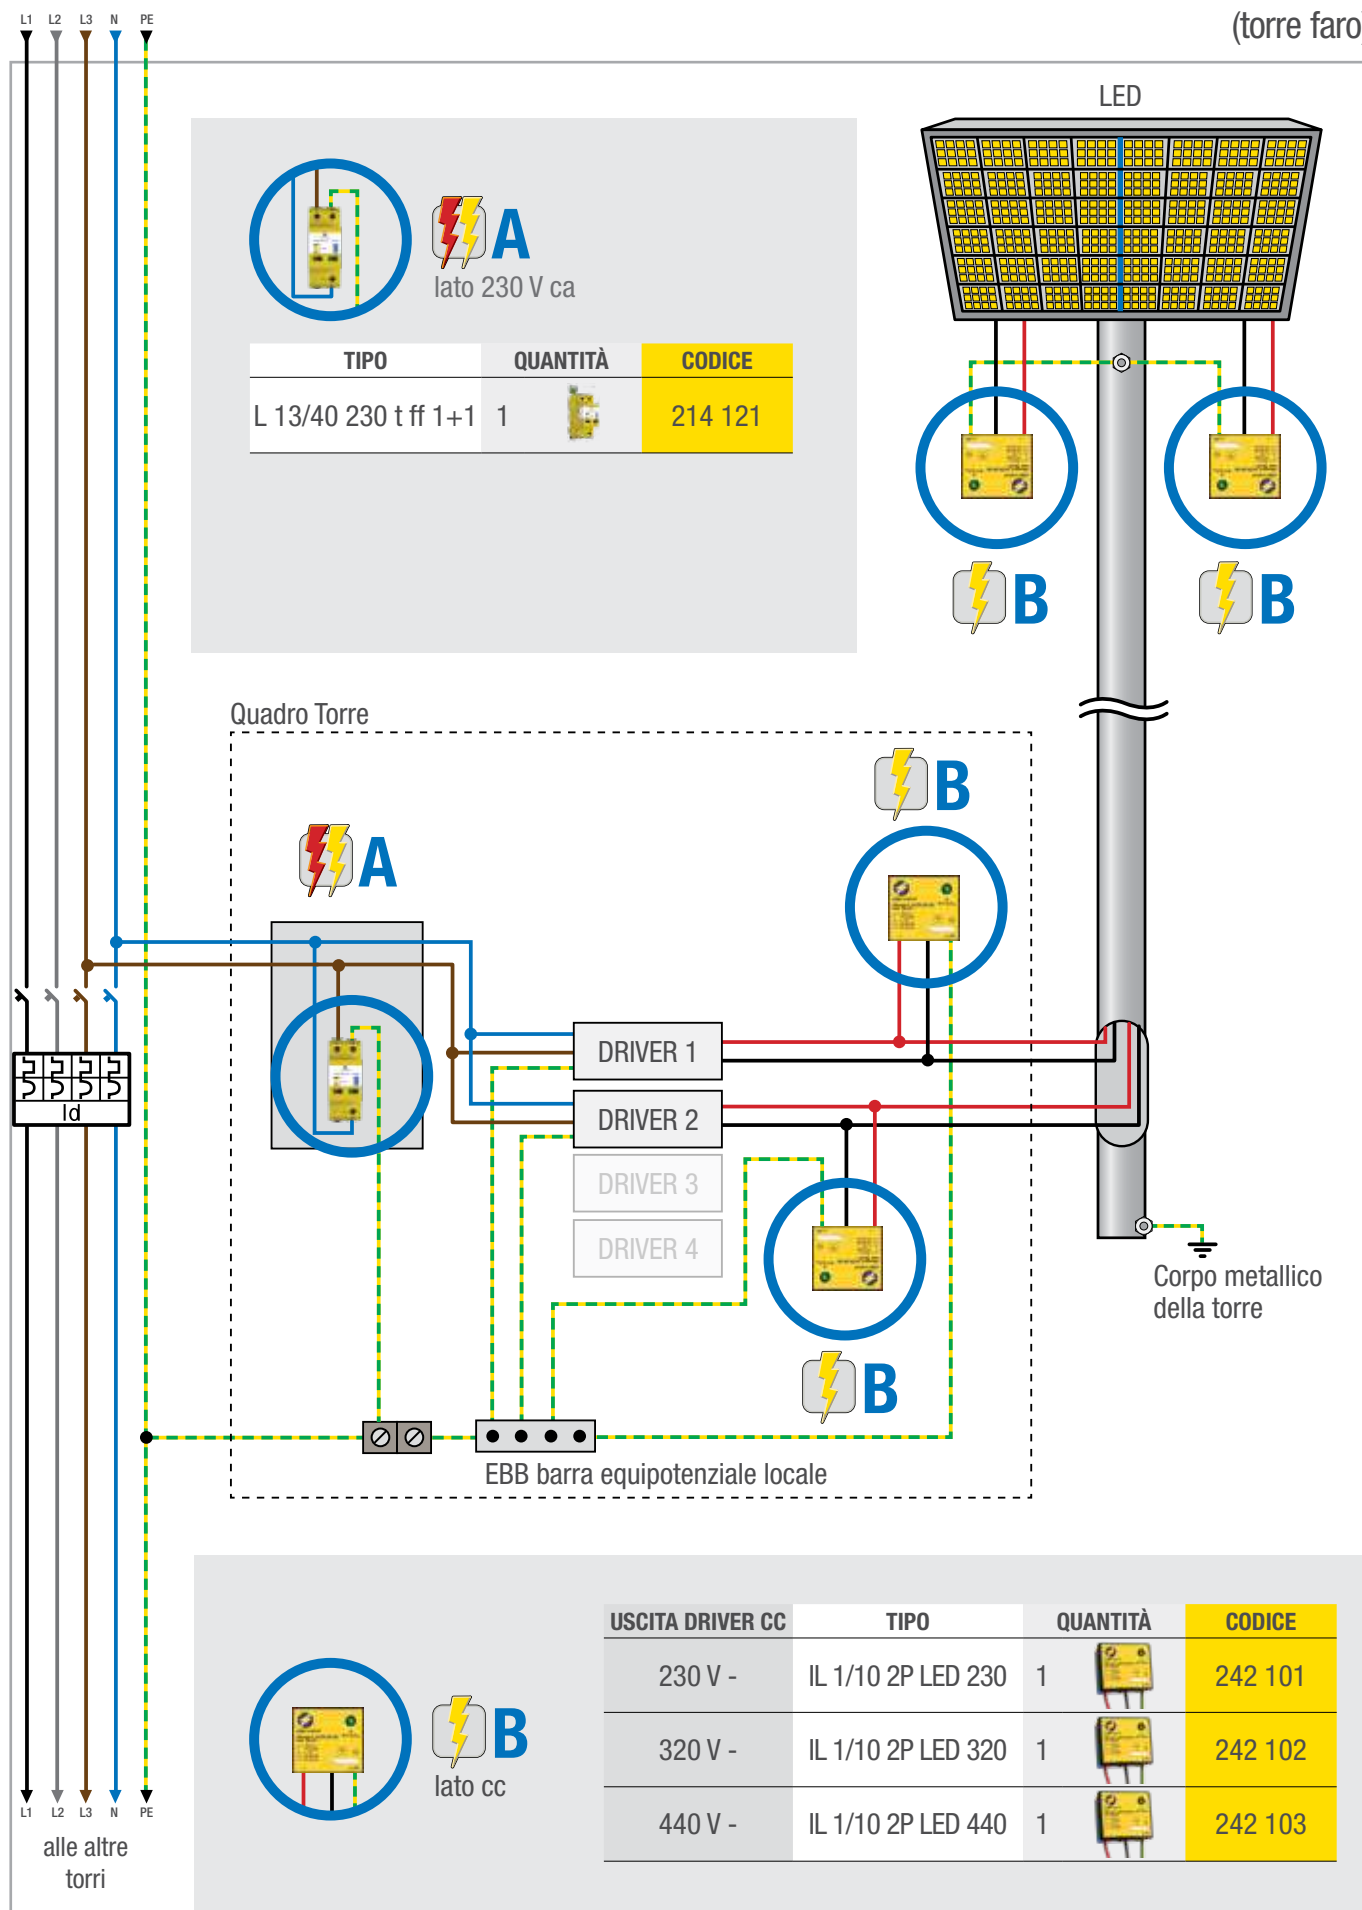 (torre faro)
L1 L2 L3 N PE
LED
A
lato 230 V ca
TIPO QUANTITÀ CODICE
L 13/40 230 t ff 1+1 1 214 121
B B
Quadro Torre
B
A
DRIVER 1
DRIVER 2
DRIVER 3
DRIVER 4
Id
Corpo metallico
della torre
B
EBB barra equipotenziale locale
USCITA DRIVER CC TIPO QUANTITÀ CODICE
230 V - IL 1/10 2P LED 230 1 242 101
320 V - IL 1/10 2P LED 320 1 242 102
440 V - IL 1/10 2P LED 440 1 242 103
B
lato cc
L1 L2 L3 N PE
alle altre
torri